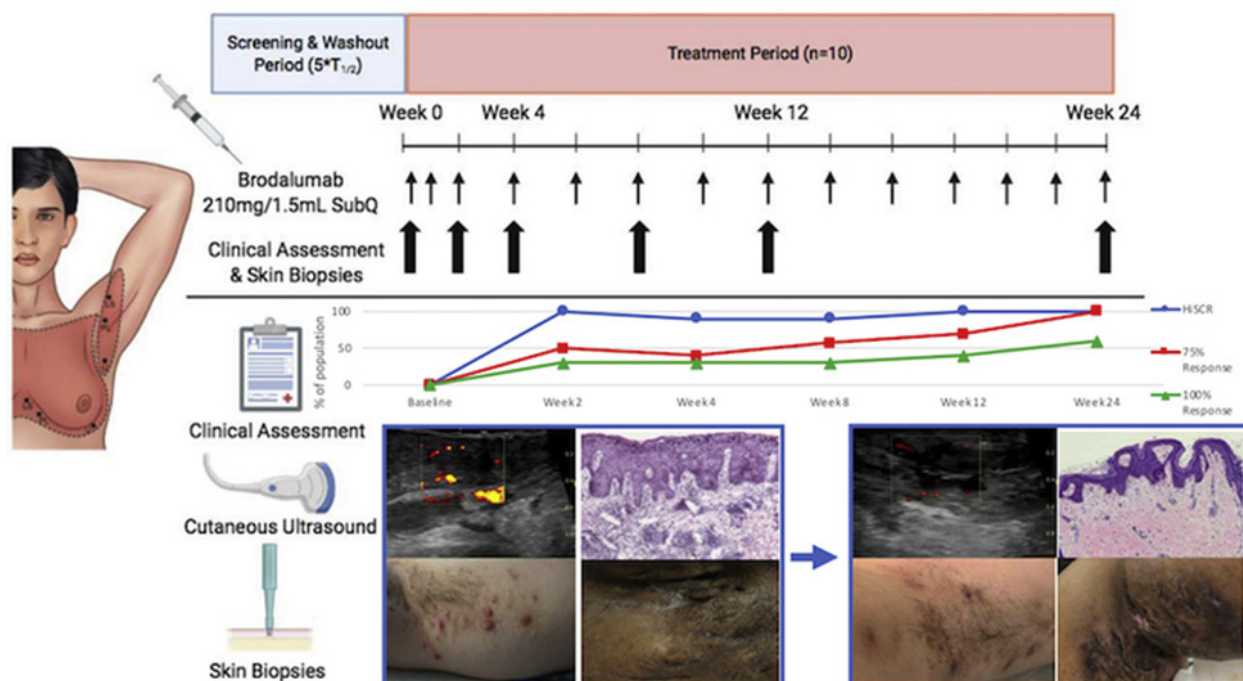 Screening & Washout
Period (5*T1/2)
Treatment Period (n=10)
Week 0
Week 4
Week 12
Week 24
Brodalumab
210mg/1.5mL SubQ
Clinical Assessment
& Skin Biopsies
% of population
100
50
0
Baseline
Week2
Week4
Week8
Week12
Week24
HiSCR
75%
Response
100%
Response
Clinical Assessment
Cutaneous Ultrasound
Skin Biopsies